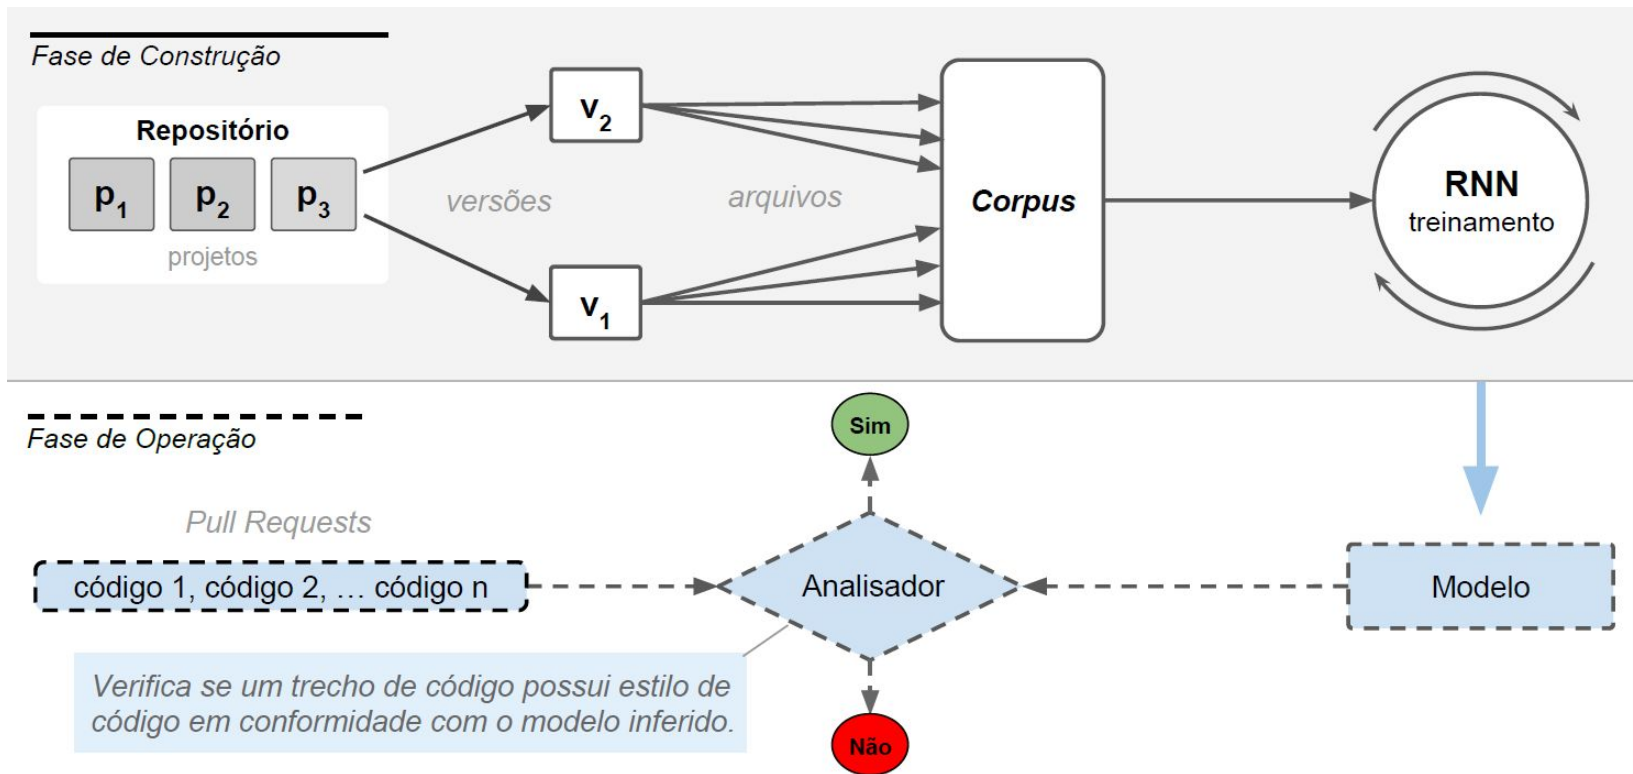 Fase de Construção
Repositório
p1
p2
p3
projetos
versões
v2
v1
arquivos
Corpus
RNN
treinamento
Fase de Operação
Pull Requests
código 1, código 2, … código n
Verifica se um trecho de código possui estilo de
código em conformidade com o modelo inferido.
Sim
Analisador
Não
Modelo